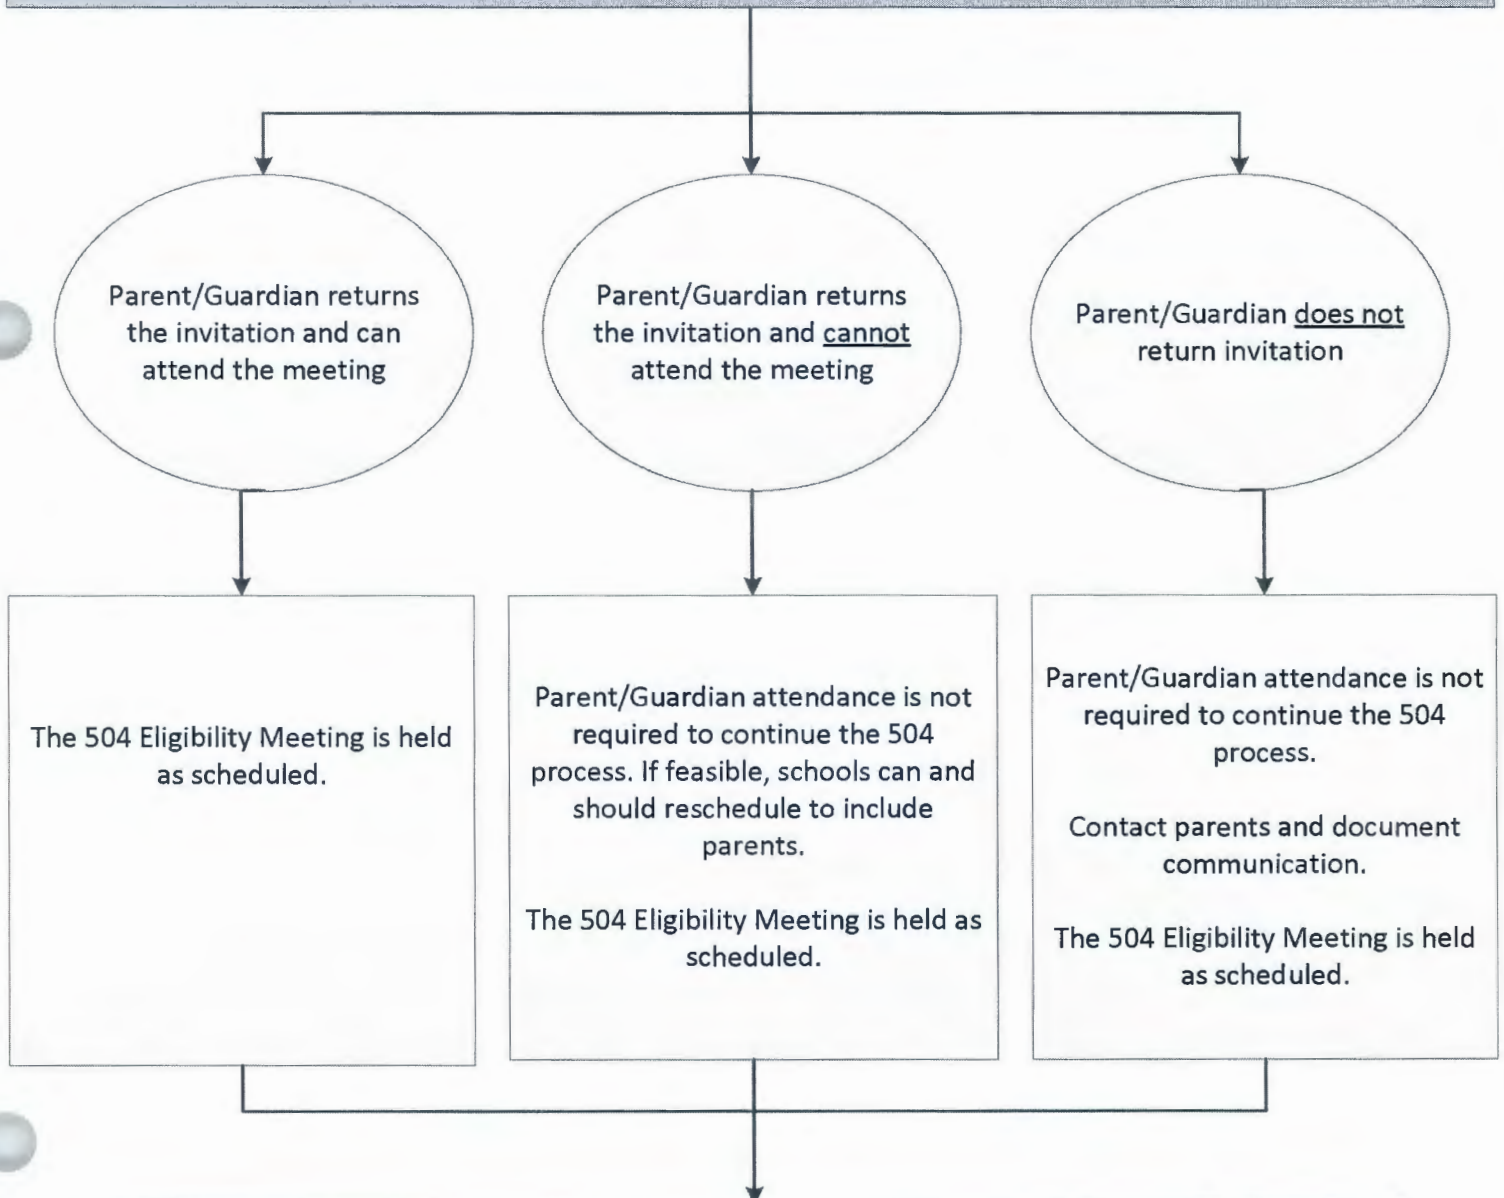 Parent/Guardian returns
the invitation and can
attend the meeting
Parent/Guardian returns
the invitation and cannot
attend the meeting
Parent/Guardian does not
return invitation
The 504 Eligibility Meeting is held
as scheduled.
Parent/Guardian attendance is not
required to continue the 504
process. If feasible, schools can and
should reschedule to include
parents.
The 504 Eligibility Meeting is held as
scheduled.
Parent/Guardian attendance is not
required to continue the 504
process.
Contact parents and document
communication.
The 504 Eligibility Meeting is held
as scheduled.